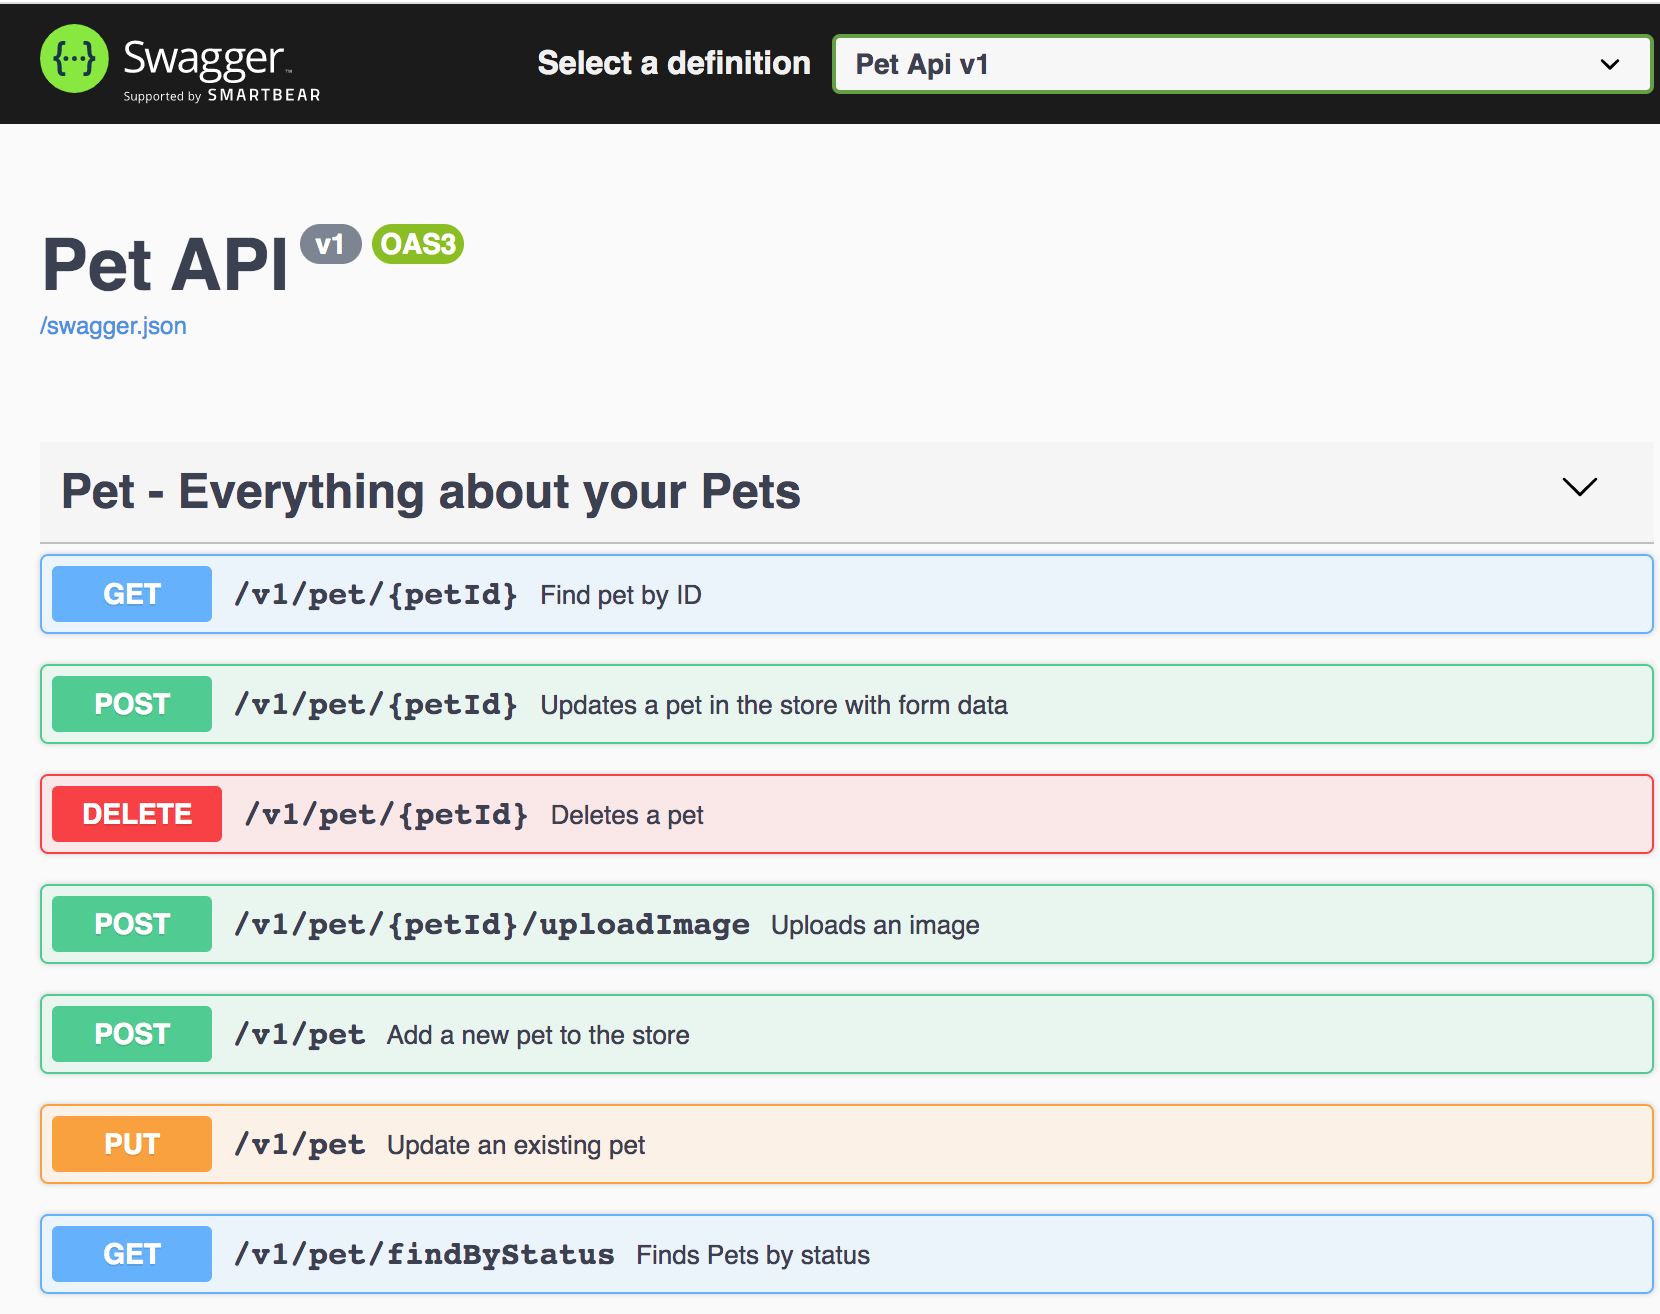 {···} Swagger™
Supported by SMARTBEAR
Select a definition
Pet Api v1
Pet API v1 OAS3
/swagger.json
Pet - Everything about your Pets
GET /v1/pet/{petId} Find pet by ID
POST /v1/pet/{petId} Updates a pet in the store with form data
DELETE /v1/pet/{petId} Deletes a pet
POST /v1/pet/{petId}/uploadImage Uploads an image
POST /v1/pet Add a new pet to the store
PUT /v1/pet Update an existing pet
GET /v1/pet/findByStatus Finds Pets by status